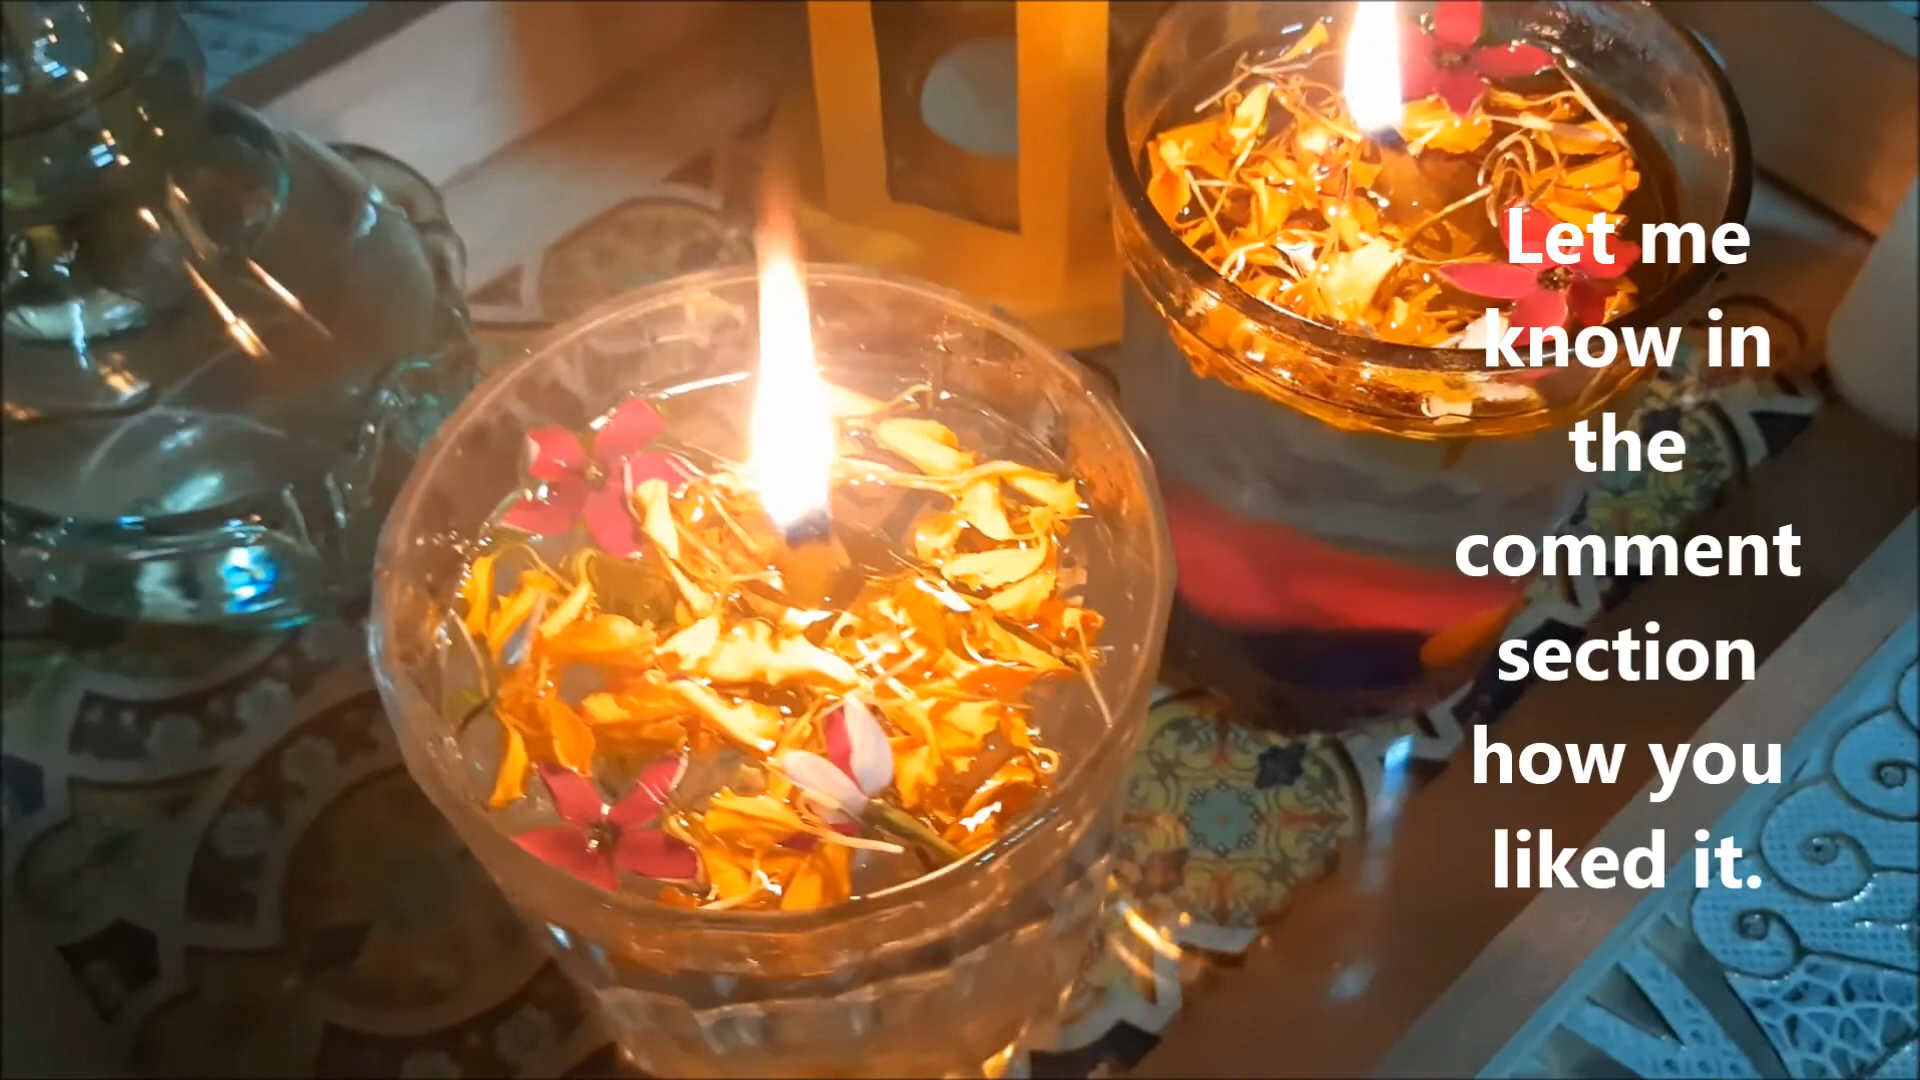 Let me
know in
the
comment
section
how you
liked it.